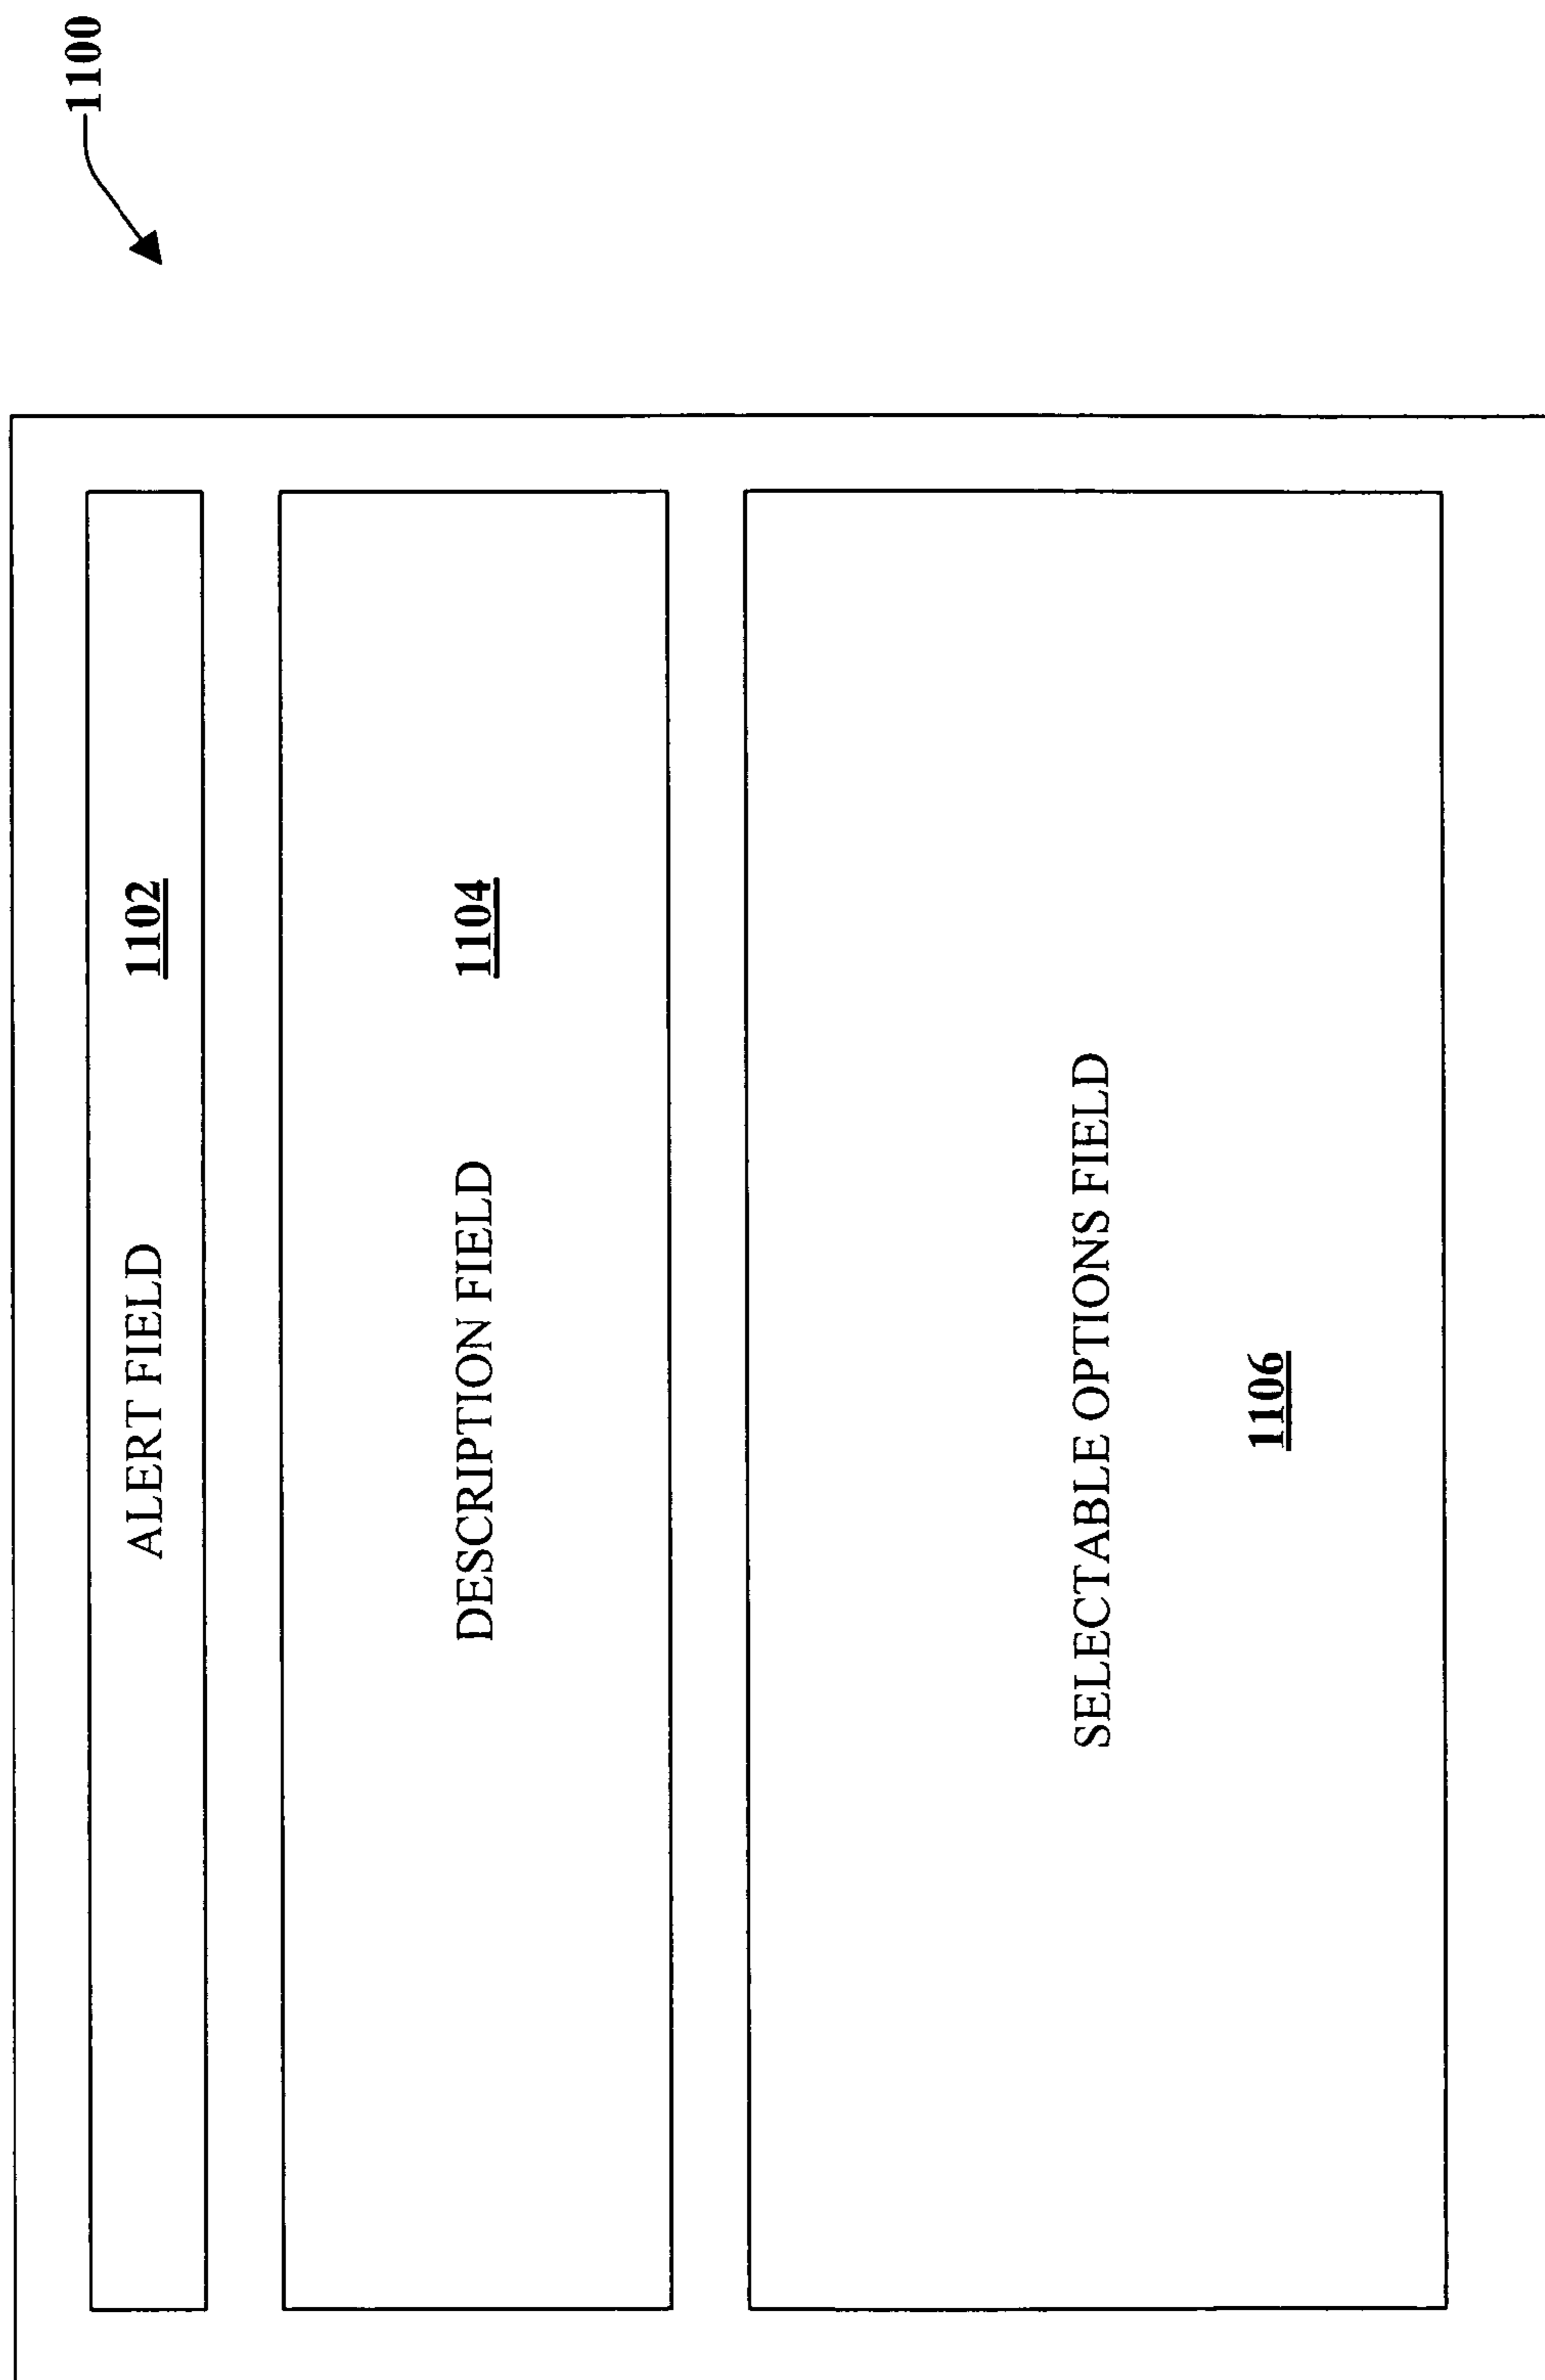 1100
ALERT FIELD 1102
DESCRIPTION FIELD 1104
SELECTABLE OPTIONS FIELD
1106